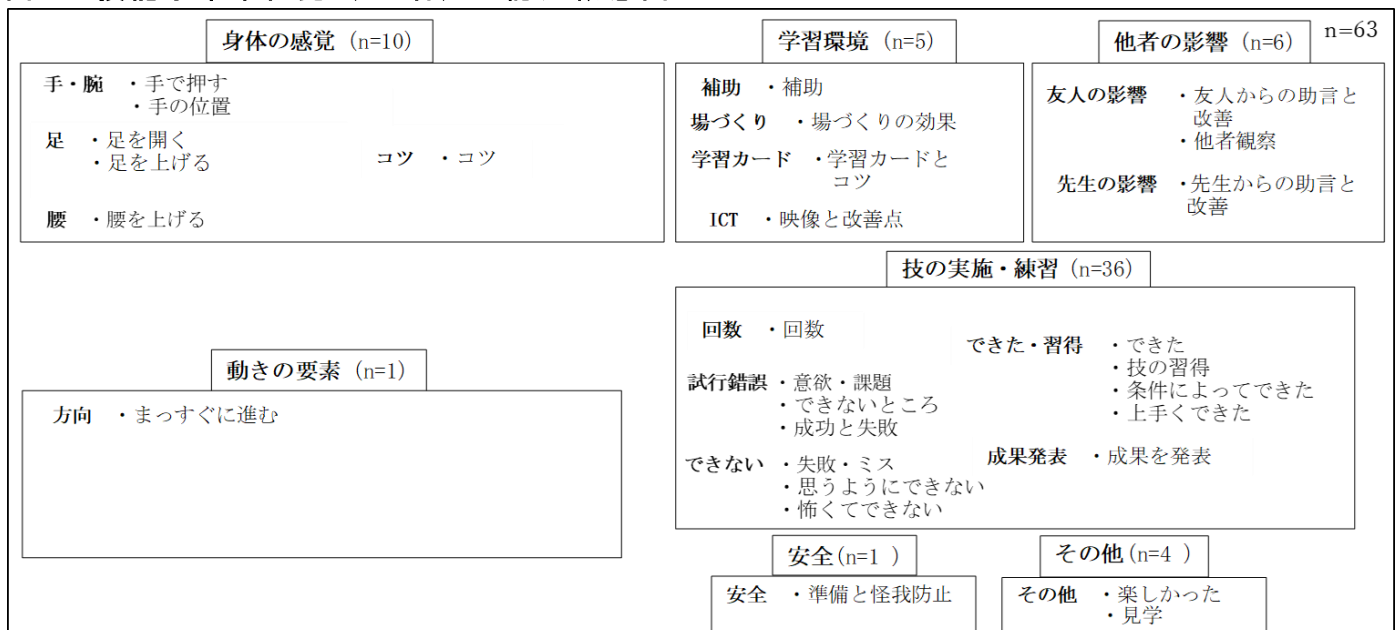 n=63
身体の感覚（n=10）
手・腕　・手で押す
・手の位置
足　・足を開く
・足を上げる
コツ　・コツ
腰　・腰を上げる
学習環境（n=5）
補助　・補助
場づくり　・場づくりの効果
学習カード　・学習カードと
コツ
ICT　・映像と改善点
他者の影響（n=6）
友人の影響　・友人からの助言と
改善
・他者観察
先生の影響　・先生からの助言と
改善
動きの要素（n=1）
方向　・まっすぐに進む
技の実施・練習（n=36）
回数　・回数
試行錯誤・意欲・課題
・できないところ
・成功と失敗
できない　・失敗・ミス
・思うようにできない
・怖くてできない
できた・習得　・できた
・技の習得
・条件によってできた
・上手くできた
成果発表　・成果を発表
安全(n=1 )
安全　・準備と怪我防止
その他(n=4 )
その他　・楽しかった
・見学